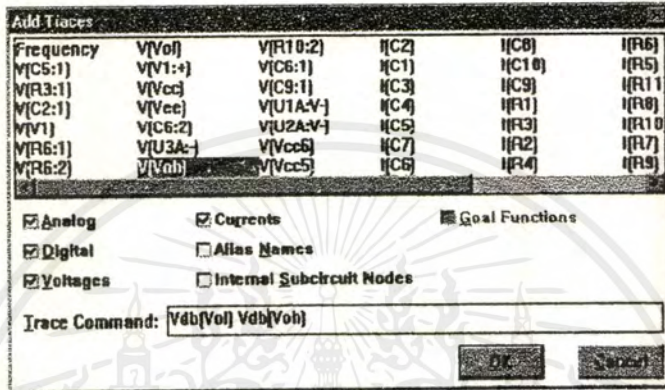 Add Traces
Frequency V(Vol) V(R10:2) I(C2) I(C8) I(R6)
V(C5:1) V(V1:+) V(C6:1) I(C1) I(C10) I(R5)
V(R3:1) V(Vcc) V(C9:1) I(C3) I(C9) I(R11
V(C2:1) V(Vee) V(U1A:V-) I(C4) I(R1) I(R8)
V(V1) V(C6:2) V(U2A:V-) I(C5) I(R3) I(R10
V(R6:1) V(U3A:-) V(Vcc6) I(C7) I(R2) I(R7)
V(R6:2) V(Voh) V(Vcc5) I(C6) I(R4) I(R9)
Analog Currents Goal Functions
Digital Alias Names
Voltages Internal Subcircuit Nodes
Trace Command: Vdb(Vol) Vdb(Voh)
OK Cancel